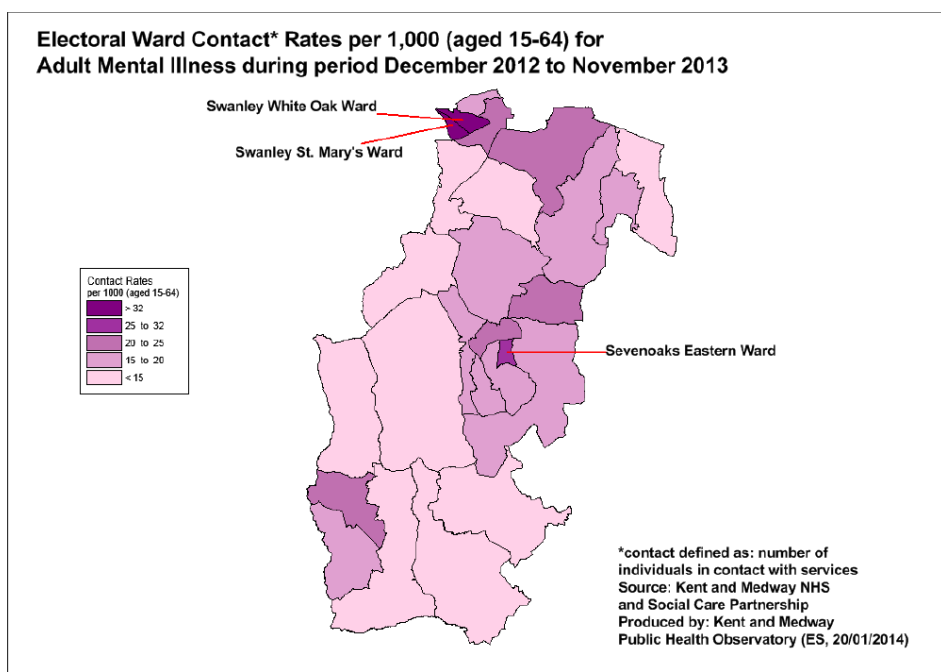 Electoral Ward Contact* Rates per 1,000 (aged 15-64) for
Adult Mental Illness during period December 2012 to November 2013
Swanley White Oak Ward
Swanley St. Mary's Ward
Contact Rates
per 1000 (aged 15-64)
> 32
25 to 32
20 to 25
15 to 20
< 15
Sevenoaks Eastern Ward
*contact defined as: number of
individuals in contact with services
Source: Kent and Medway NHS
and Social Care Partnership
Produced by: Kent and Medway
Public Health Observatory (ES, 20/01/2014)